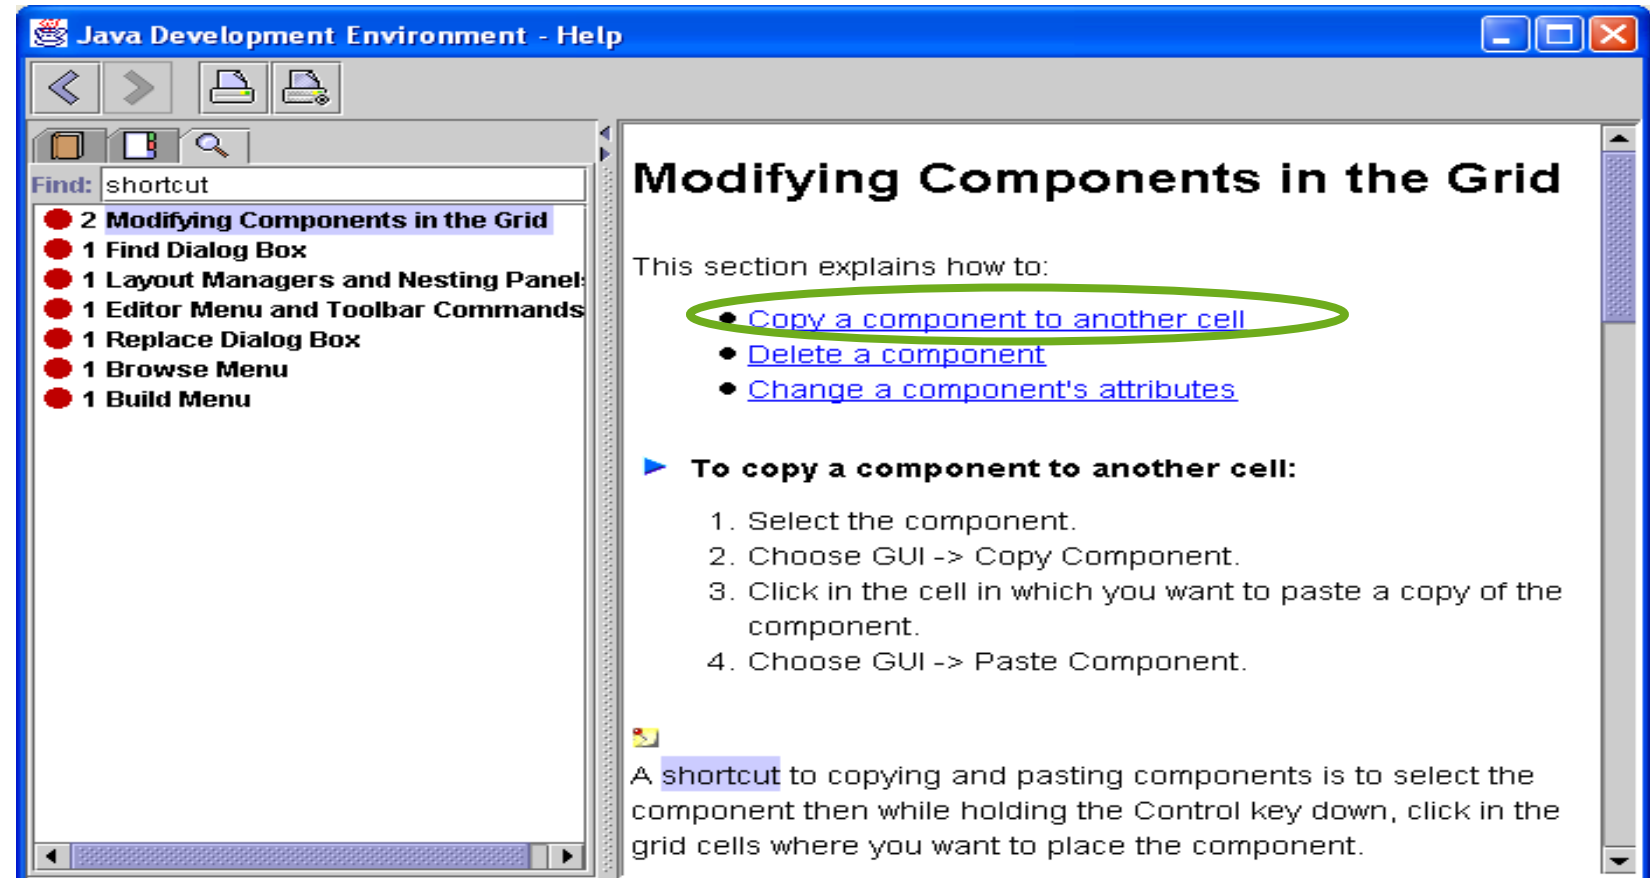 Java Development Environment - Help
Find: shortcut
2 Modifying Components in the Grid
1 Find Dialog Box
1 Layout Managers and Nesting Panel
1 Editor Menu and Toolbar Commands
1 Replace Dialog Box
1 Browse Menu
1 Build Menu
Modifying Components in the Grid
This section explains how to:
• Copy a component to another cell
• Delete a component
• Change a component's attributes
To copy a component to another cell:
1. Select the component.
2. Choose GUI -> Copy Component.
3. Click in the cell in which you want to paste a copy of the
component.
4. Choose GUI -> Paste Component.
A shortcut to copying and pasting components is to select the
component then while holding the Control key down, click in the
grid cells where you want to place the component.